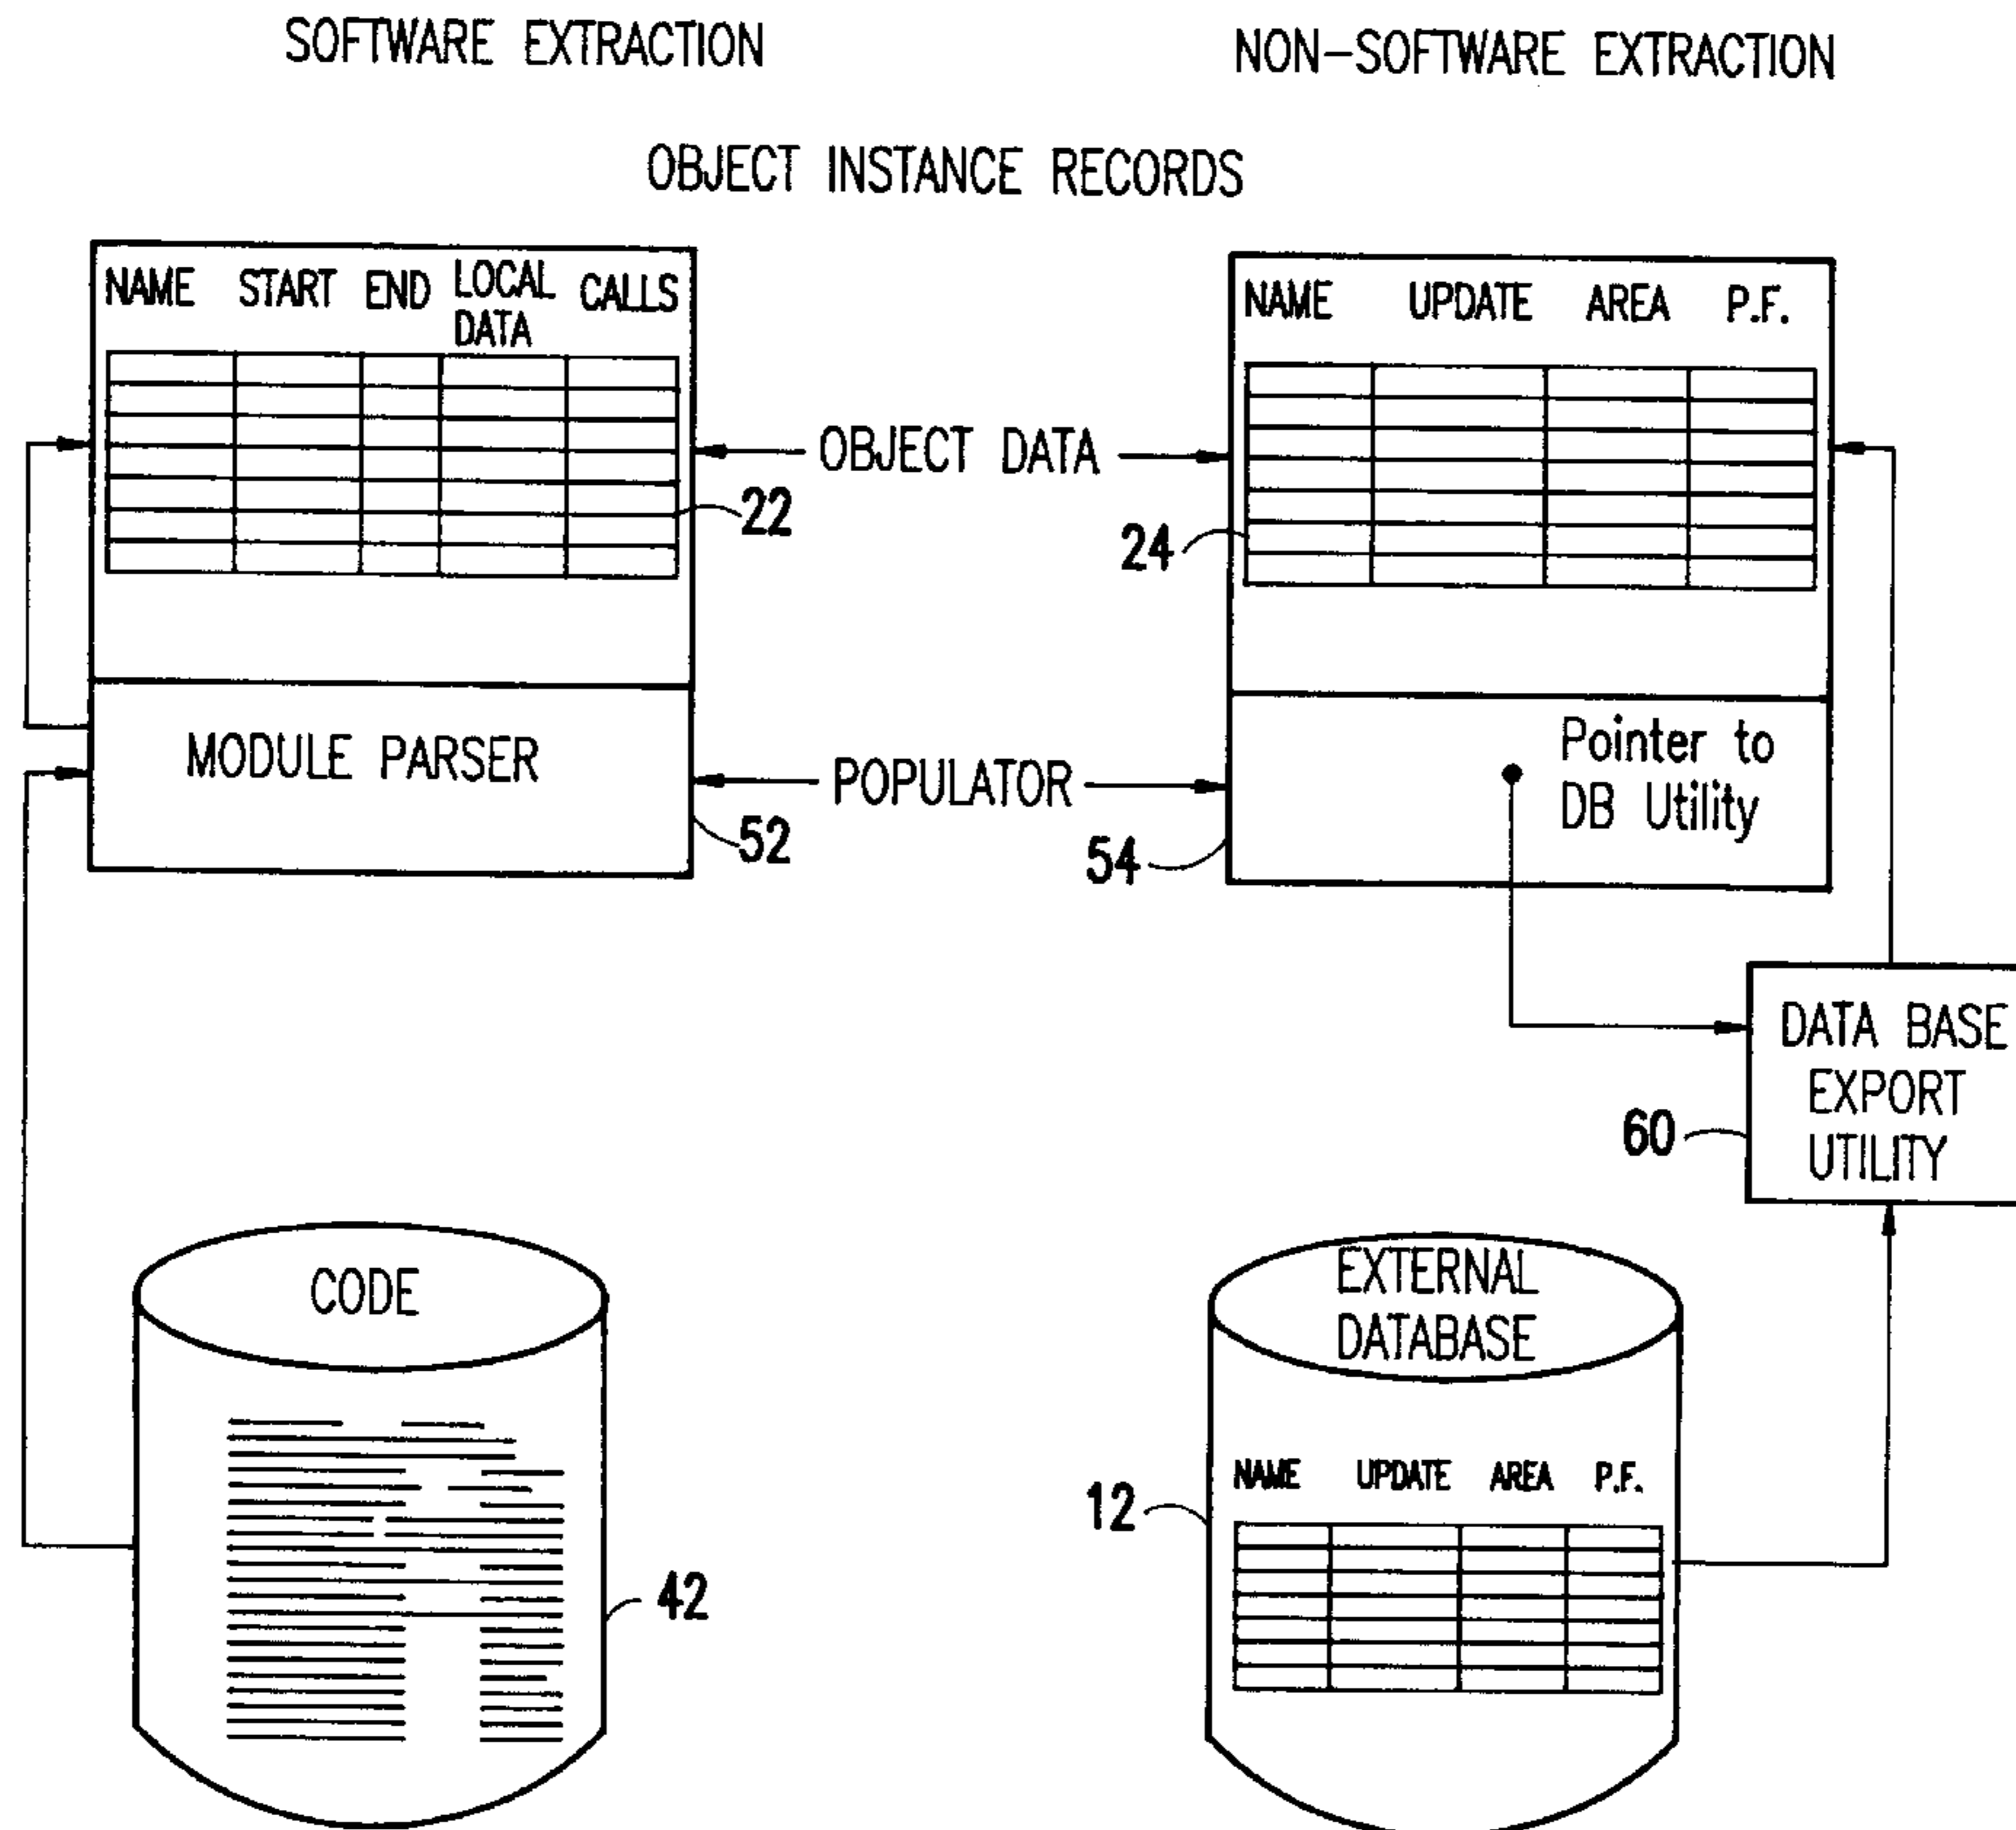 SOFTWARE EXTRACTION
NON-SOFTWARE EXTRACTION
OBJECT INSTANCE RECORDS
NAME START END LOCAL DATA CALLS
NAME UPDATE AREA P.F.
OBJECT DATA
22
24
MODULE PARSER
POPULATOR
Pointer to
DB Utility
52
54
DATA BASE
EXPORT
UTILITY
60
CODE
EXTERNAL
DATABASE
NAME UPDATE AREA P.F.
12
42